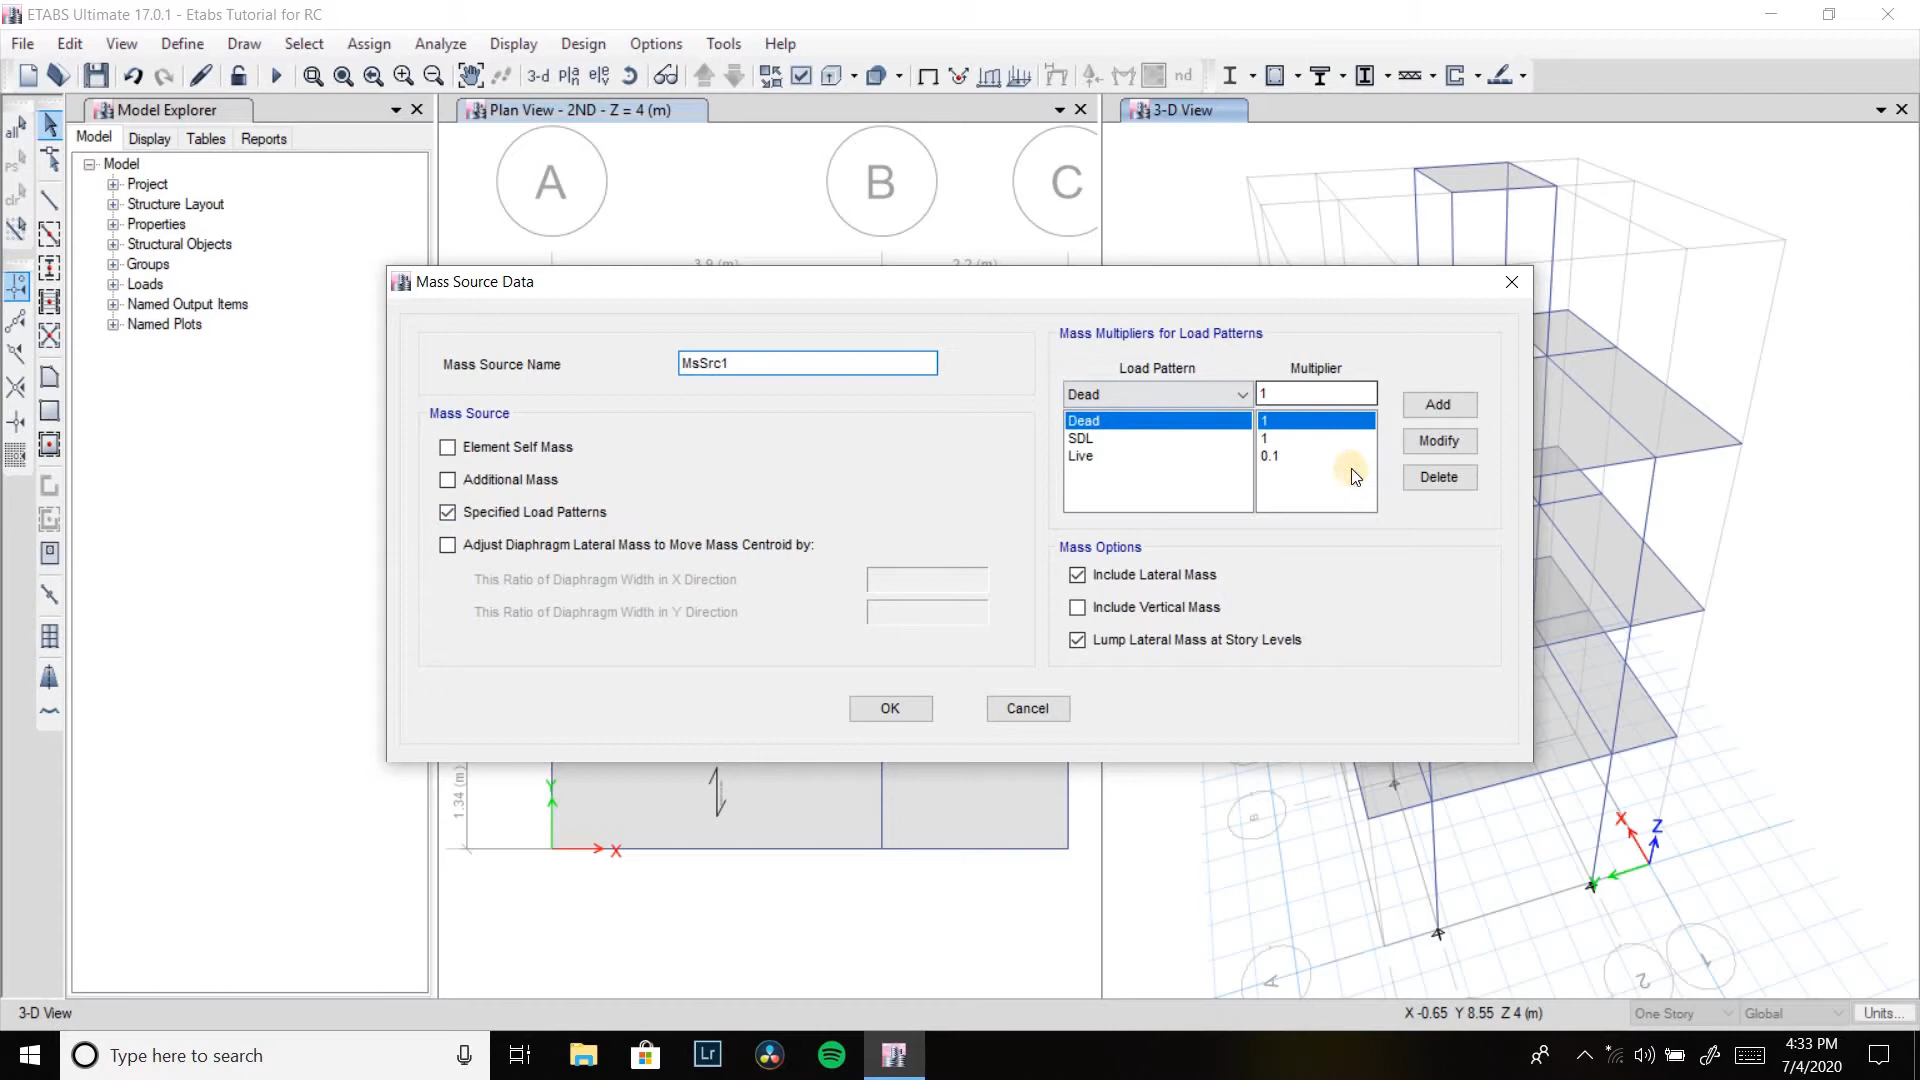 ETABS Ultimate 17.0.1 - Etabs Tutorial for RC
File Edit View Define Draw Select Assign Analyze Display Design Options Tools Help
3-d nd
all
Model Explorer
Plan View - 2ND - Z = 4 (m)
3-D View
Model Display Tables Reports
Model
Project
Structure Layout
Properties
Structural Objects
Groups
Loads
Named Output Items
Named Plots
A B C
Mass Source Data
Mass Source Name MsSrc1
Mass Source
Element Self Mass
Additional Mass
Specified Load Patterns
Adjust Diaphragm Lateral Mass to Move Mass Centroid by:
This Ratio of Diaphragm Width in X Direction
This Ratio of Diaphragm Width in Y Direction
Mass Multipliers for Load Patterns
Load Pattern Multiplier
Dead 1
Dead 1
SDL 1
Live 0.1
Add
Modify
Delete
Mass Options
Include Lateral Mass
Include Vertical Mass
Lump Lateral Mass at Story Levels
OK Cancel
1.34 (m)
Y
X
X
Z
B
A
2
1
3-D View
X -0.65 Y 8.55 Z 4 (m)
One Story
Global
Units...
Type here to search
Lr
4:33 PM
7/4/2020